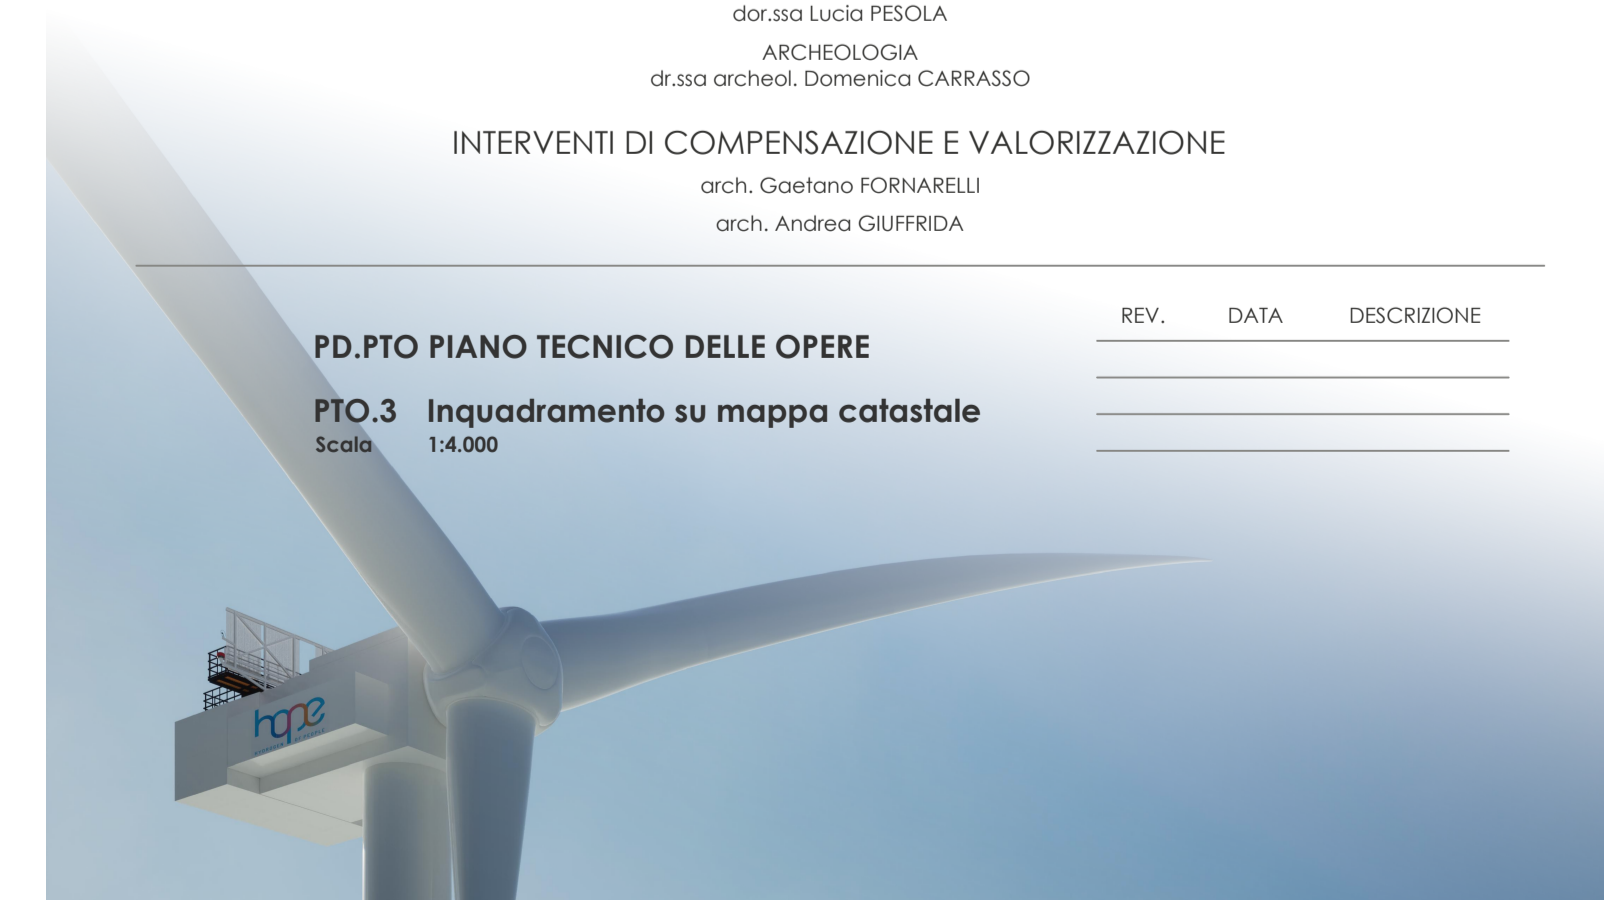 dor.ssa Lucia PESOLA
ARCHEOLOGIA
dr.ssa archeol. Domenica CARRASSO
INTERVENTI DI COMPENSAZIONE E VALORIZZAZIONE
arch. Gaetano FORNARELLI
arch. Andrea GIUFFRIDA
REV. DATA DESCRIZIONE
PD.PTO PIANO TECNICO DELLE OPERE
PTO.3 Inquadramento su mappa catastale
Scala 1:4.000
hope